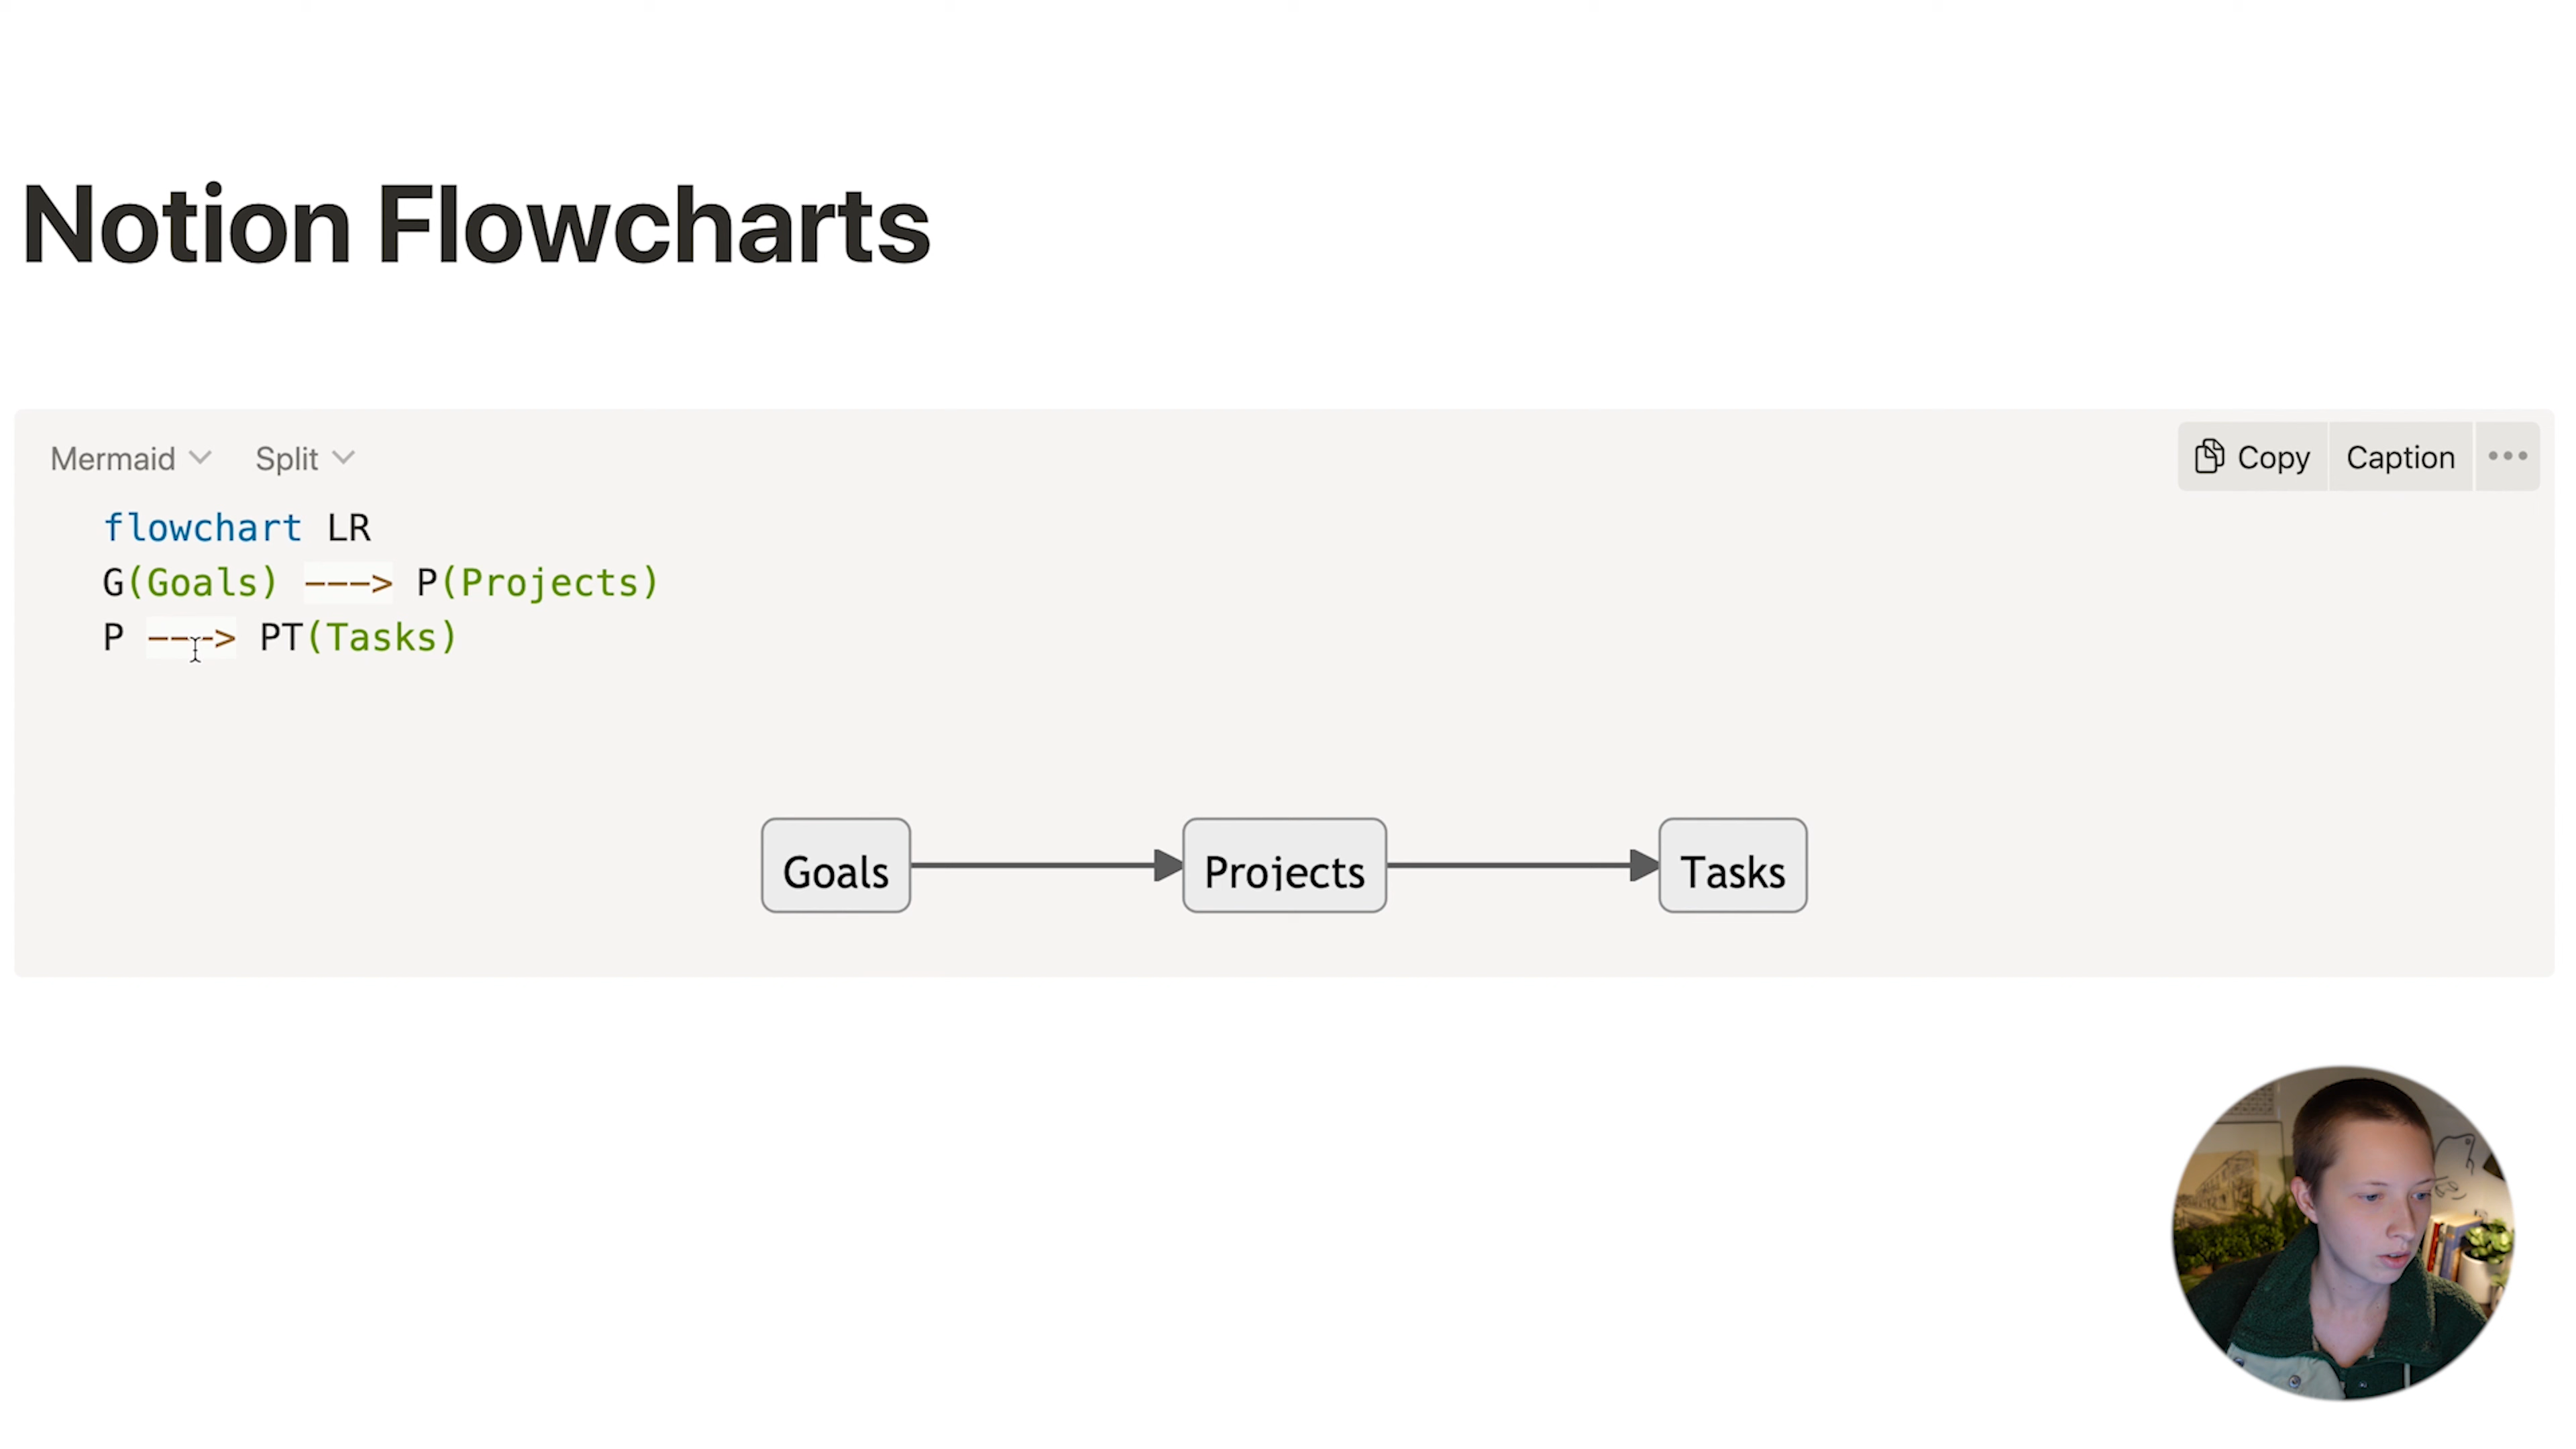 Notion Flowcharts
Mermaid Split Copy Caption
flowchart LR
G(Goals) ---> P(Projects)
P ---> PT(Tasks)
Goals Projects Tasks